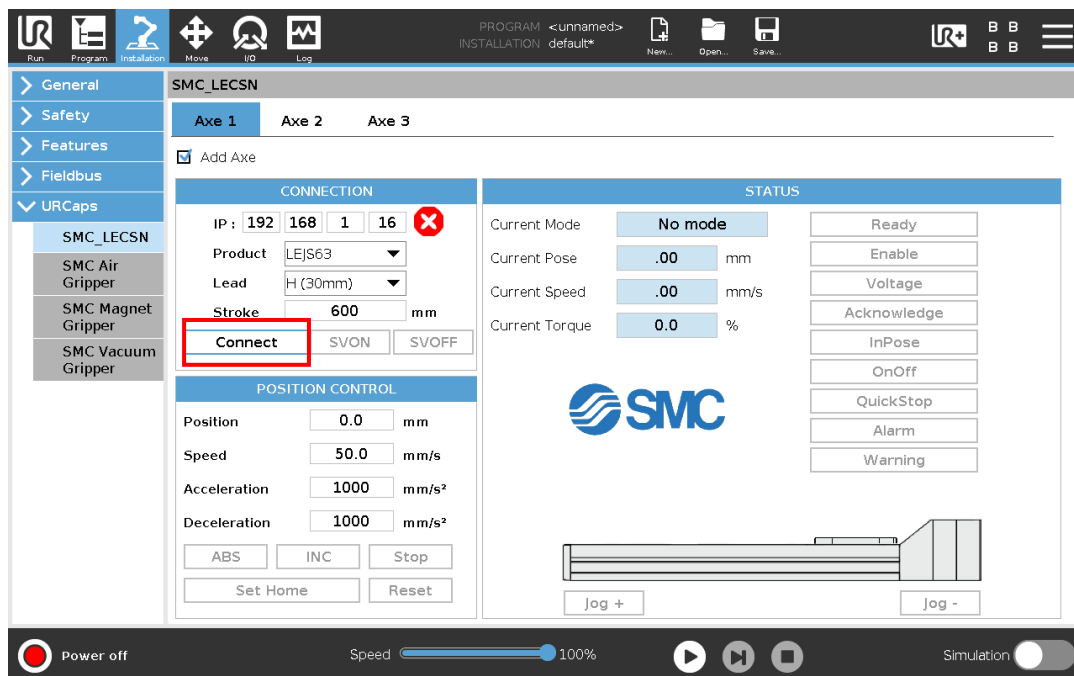 PROGRAM <unnamed>
INSTALLATION default*
Run Program Installation Move I/O Log New... Open... Save...
UR+ B B
B B
General
Safety
Features
Fieldbus
URCaps
SMC_LECSN
SMC Air
Gripper
SMC Magnet
Gripper
SMC Vacuum
Gripper
SMC_LECSN
Axe 1 Axe 2 Axe 3
Add Axe
CONNECTION
IP : 192 168 1 16
Product LEJS63
Lead H (30mm)
Stroke 600 mm
Connect SVON SVOFF
POSITION CONTROL
Position 0.0 mm
Speed 50.0 mm/s
Acceleration 1000 mm/s²
Deceleration 1000 mm/s²
ABS INC Stop
Set Home Reset
STATUS
Current Mode No mode
Current Pose .00 mm
Current Speed .00 mm/s
Current Torque 0.0 %
Ready
Enable
Voltage
Acknowledge
InPose
OnOff
QuickStop
Alarm
Warning
SMC
Jog + Jog -
Power off Speed 100% Simulation